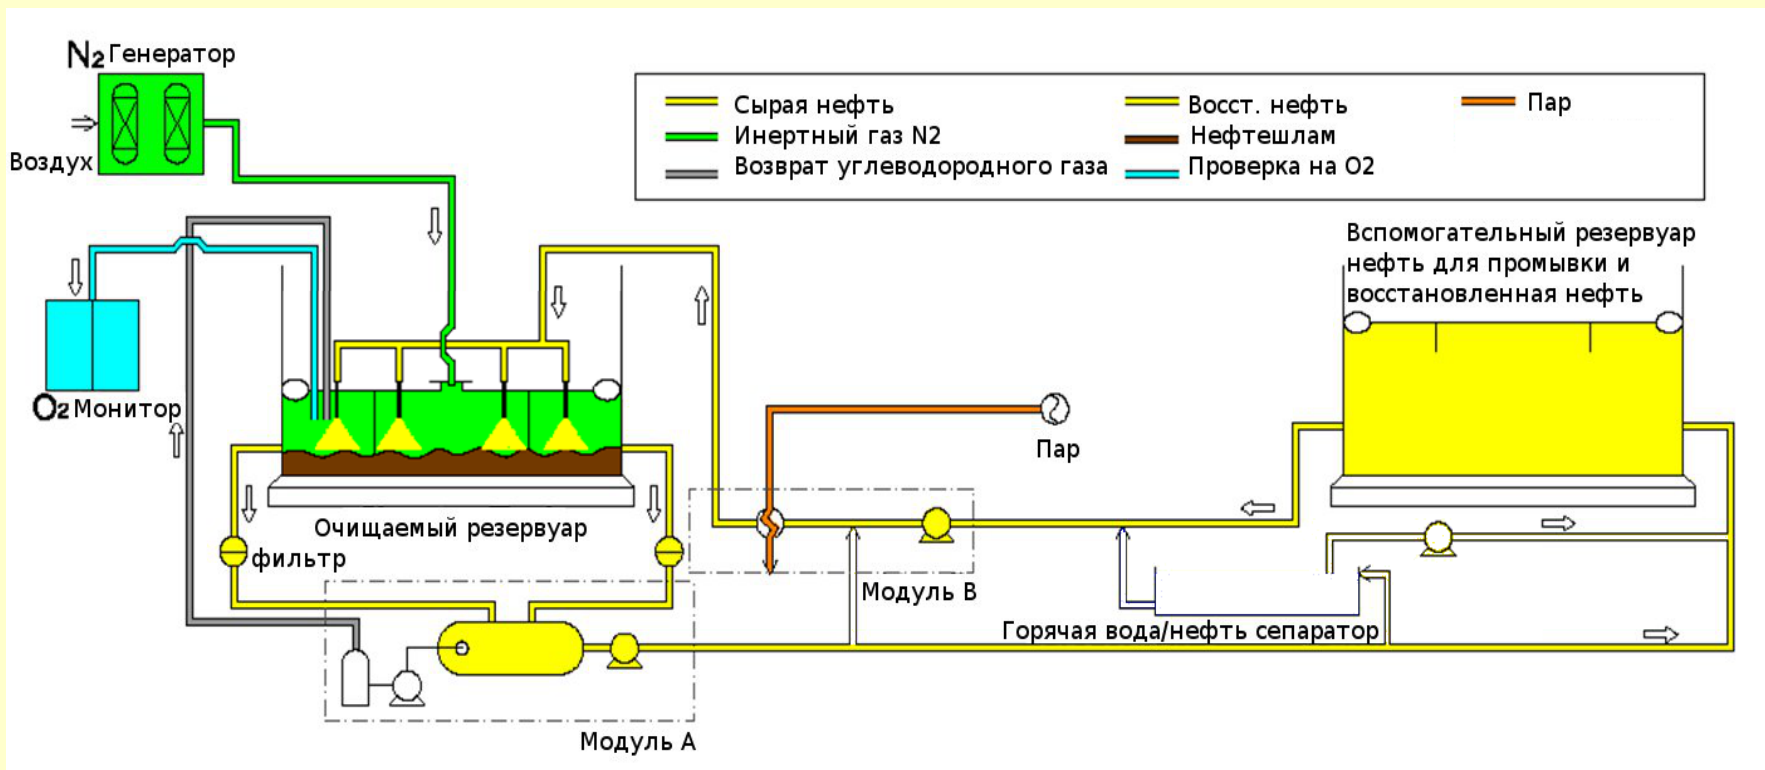 N2 Генератор
Воздух
Сырая нефть
Инертный газ N2
Возврат углеводородного газа
Восст. нефть
Нефтешлам
Проверка на О2
Пар
Вспомогательный резервуар
нефть для промывки и
восстановленная нефть
O2 Монитор
Пар
Очищаемый резервуар
фильтр
Модуль В
Горячая вода/нефть сепаратор
Модуль А